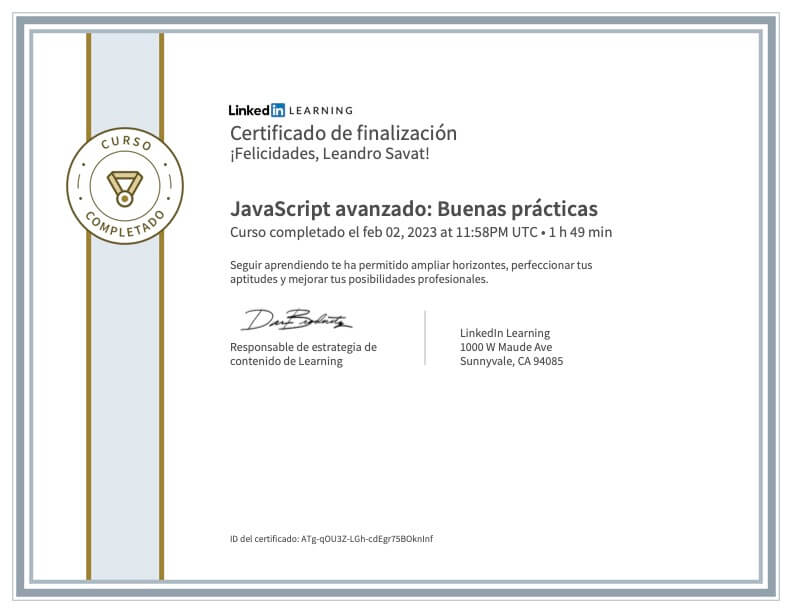 CURSO
COMPLETADO
Linkedin LEARNING
Certificado de finalización
¡Felicidades, Leandro Savat!
JavaScript avanzado: Buenas prácticas
Curso completado el feb 02, 2023 at 11:58PM UTC • 1 h 49 min
Seguir aprendiendo te ha permitido ampliar horizontes, perfeccionar tus
aptitudes y mejorar tus posibilidades profesionales.
Responsable de estrategia de
contenido de Learning
LinkedIn Learning
1000 W Maude Ave
Sunnyvale, CA 94085
ID del certificado: ATg-qOU3Z-LGh-cdEgr75BOknInf